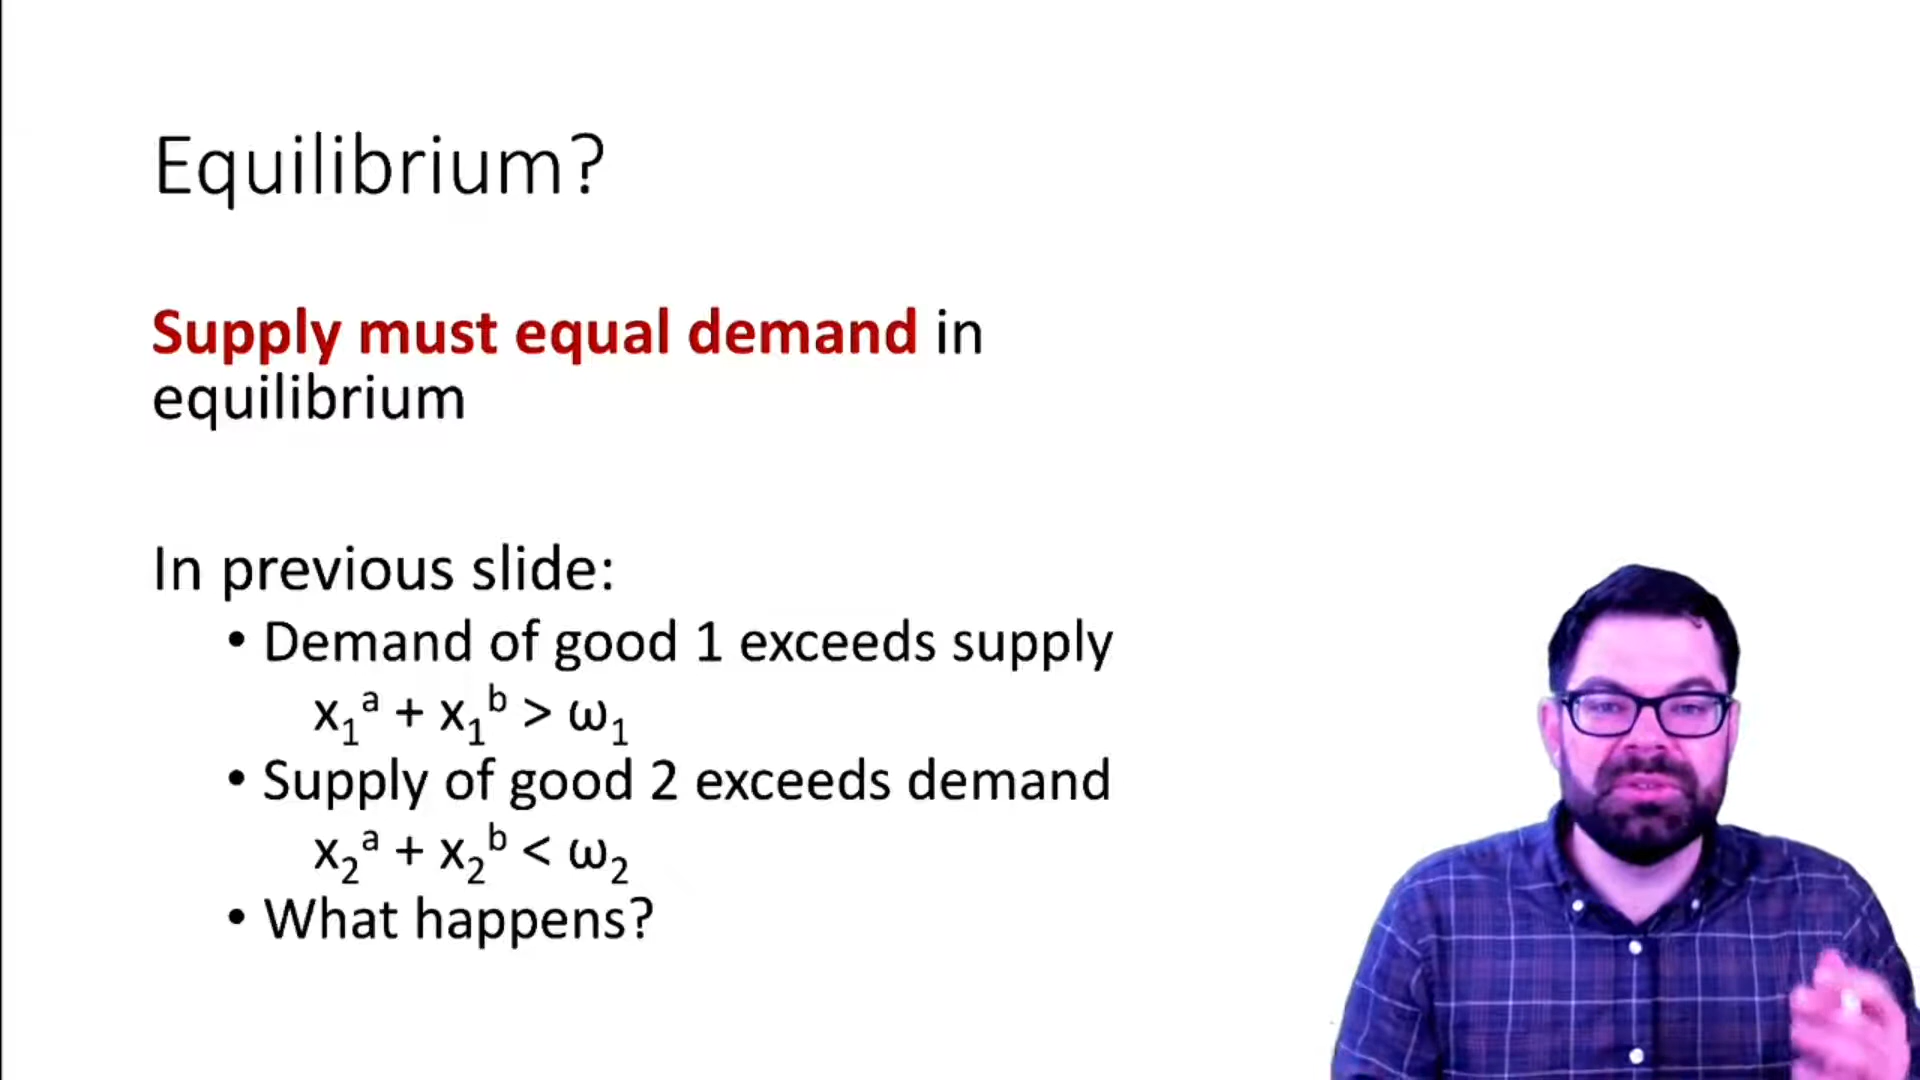 Equilibrium?
Supply must equal demand in
equilibrium
In previous slide:
• Demand of good 1 exceeds supply
x₁ᵃ + x₁ᵇ > ω₁
• Supply of good 2 exceeds demand
x₂ᵃ + x₂ᵇ < ω₂
• What happens?